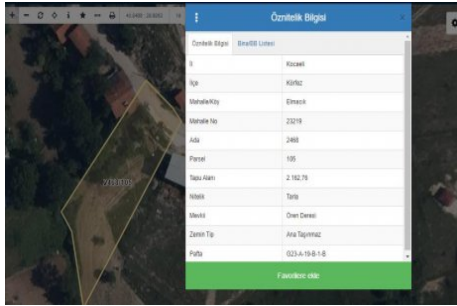 Öznitelik Bilgisi
Öznitelik Bilgisi Bina/BB Listesi
İl Kocaeli
İlçe Körfez
Mahalle/Köy Elmacık
Mahalle No 23219
Ada 2468
Parsel 105
Tapu Alanı 2.182,76
Nitelik Tarla
Mevkii Ören Deresi
Zemin Tip Ana Taşınmaz
Pafta G23-A-19-B-1-B
Favorilere ekle